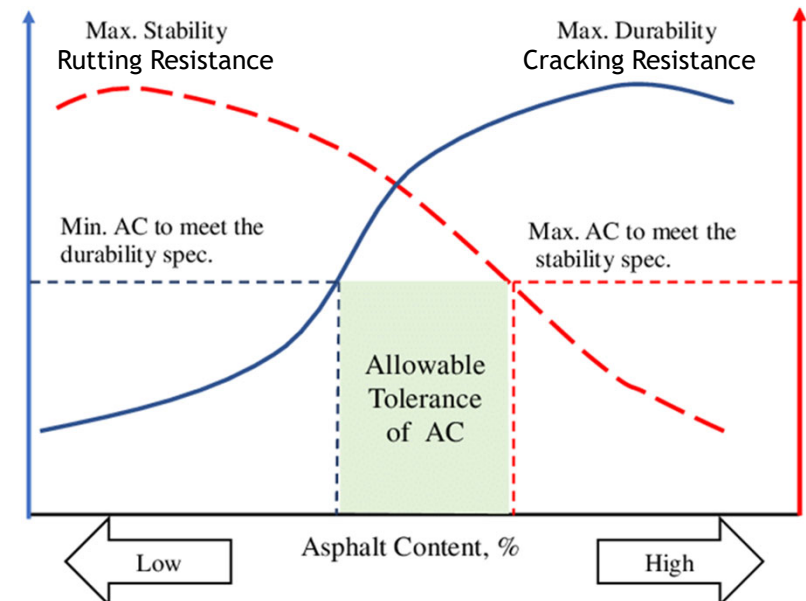 Max. Stability
Rutting Resistance
Max. Durability
Cracking Resistance
Min. AC to meet the
durability spec.
Max. AC to meet the
stability spec.
Allowable
Tolerance
of AC
Asphalt Content, %
Low
High